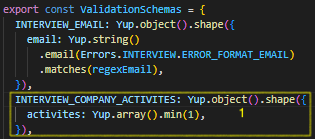 export const ValidationSchemas = {
  INTERVIEW_EMAIL: Yup.object().shape({
    email: Yup.string()
      .email(Errors.INTERVIEW.ERROR_FORMAT_EMAIL)
      .matches(regexEmail),
  }),
  INTERVIEW_COMPANY_ACTIVITES: Yup.object().shape({
    activites: Yup.array().min(1), 1
  }),